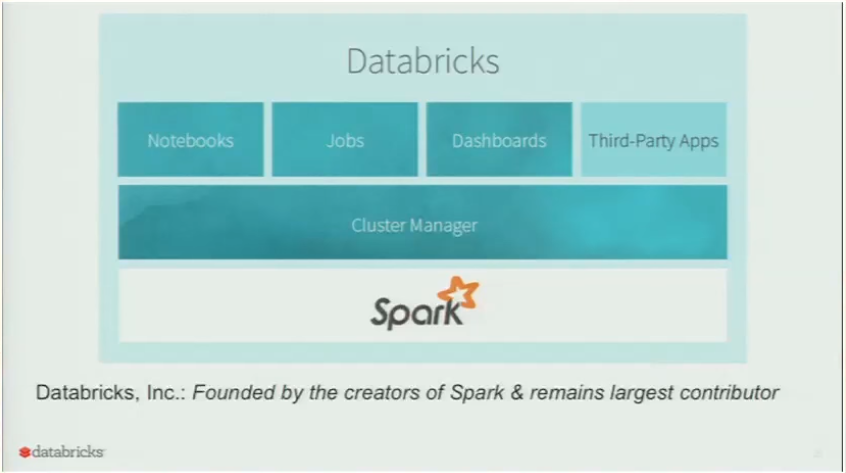 Databricks
Notebooks
Jobs
Dashboards
Third-Party Apps
Cluster Manager
Spark
Databricks, Inc.: Founded by the creators of Spark & remains largest contributor
databricks